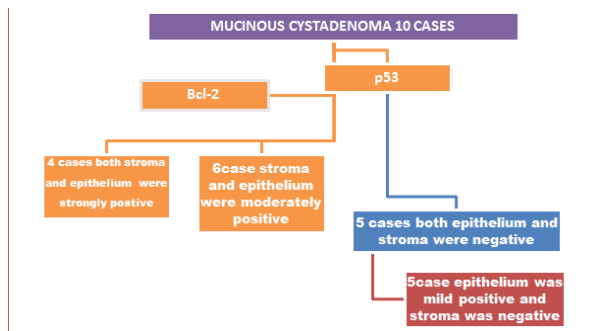 MUCINOUS CYSTADENOMA 10 CASES
p53
Bcl-2
4 cases both stroma
and epithelium were
strongly postive
6case stroma
and epithelium
were moderately
positive
5 cases both epithelium and
stroma were negative
5case epithelium was
mild positive and
stroma was negative